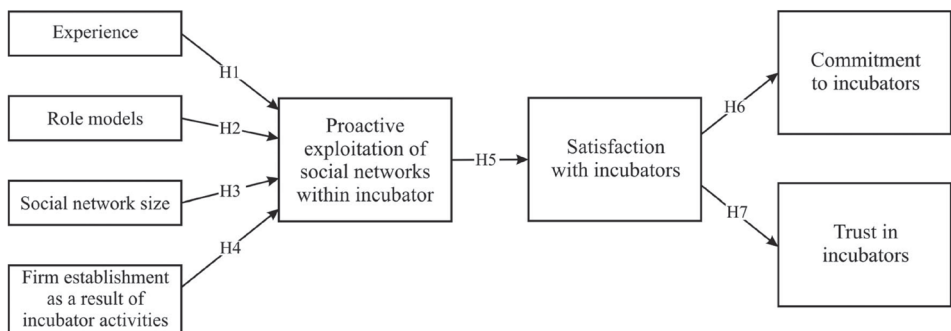 Experience
H1
Role models
H2
Social network size
H3
Firm establishment
as a result of
incubator activities
H4
Proactive
exploitation of
social networks
within incubator
H5
Satisfaction
with incubators
H6
Commitment
to incubators
H7
Trust in
incubators